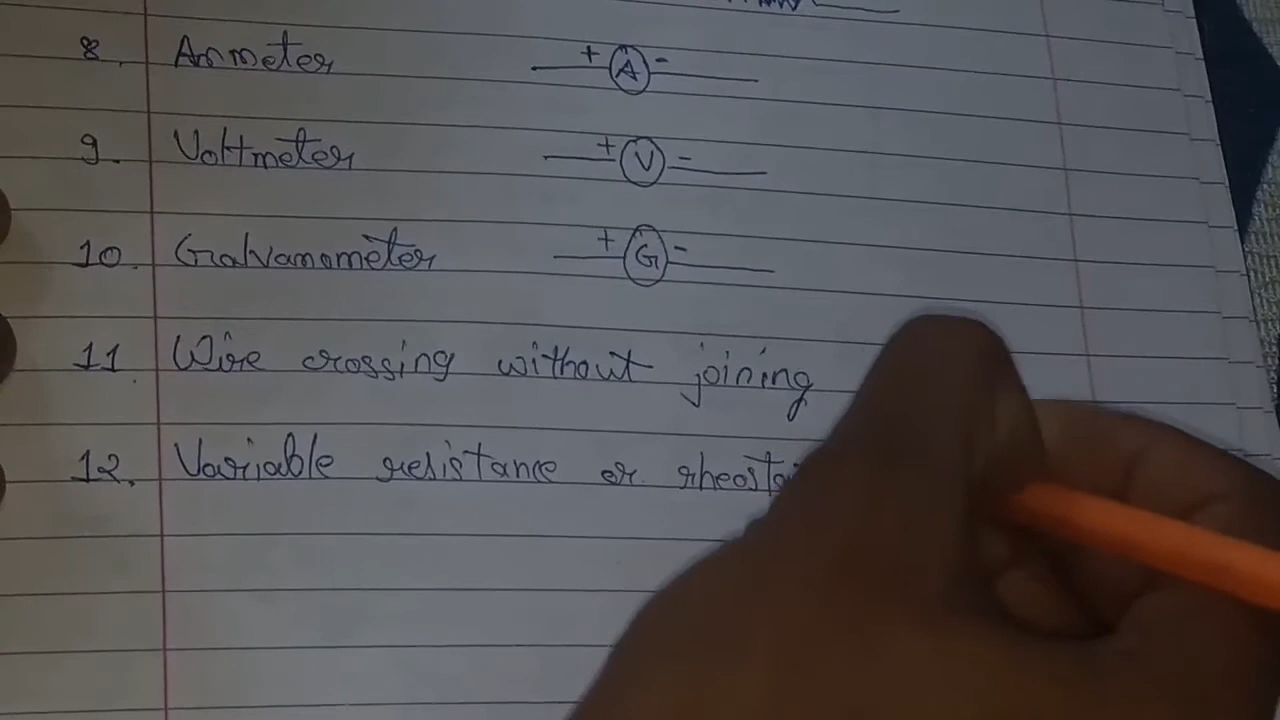 8. Ammeter + A -
9. Voltmeter + V -
10. Galvanometer + G -
11. Wire crossing without joining
12. Variable resistance or